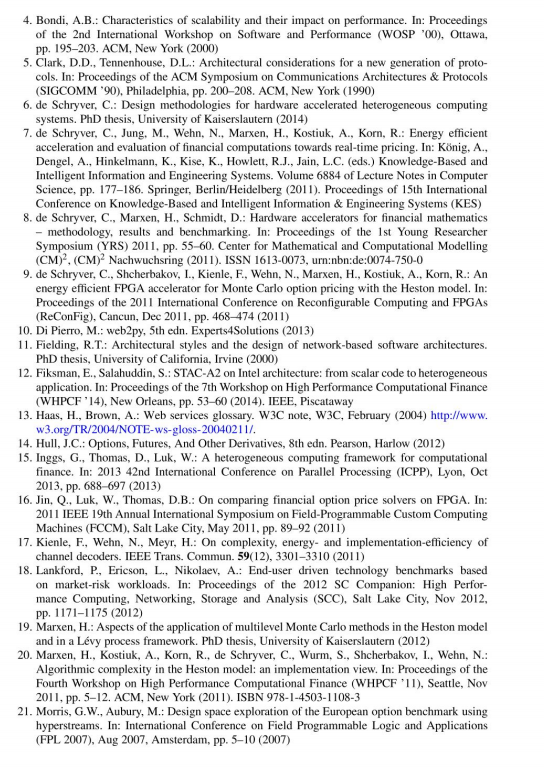 4. Bondi, A.B.: Characteristics of scalability and their impact on performance. In: Proceedings
of the 2nd International Workshop on Software and Performance (WOSP ’00), Ottawa,
pp. 195–203. ACM, New York (2000)
5. Clark, D.D., Tennenhouse, D.L.: Architectural considerations for a new generation of proto-
cols. In: Proceedings of the ACM Symposium on Communications Architectures & Protocols
(SIGCOMM ’90), Philadelphia, pp. 200–208. ACM, New York (1990)
6. de Schryver, C.: Design methodologies for hardware accelerated heterogeneous computing
systems. PhD thesis, University of Kaiserslautern (2014)
7. de Schryver, C., Jung, M., Wehn, N., Marxen, H., Kostiuk, A., Korn, R.: Energy efficient
acceleration and evaluation of financial computations towards real-time pricing. In: König, A.,
Dengel, A., Hinkelmann, K., Kise, K., Howlett, R.J., Jain, L.C. (eds.) Knowledge-Based and
Intelligent Information and Engineering Systems. Volume 6884 of Lecture Notes in Computer
Science, pp. 177–186. Springer, Berlin/Heidelberg (2011). Proceedings of 15th International
Conference on Knowledge-Based and Intelligent Information & Engineering Systems (KES)
8. de Schryver, C., Marxen, H., Schmidt, D.: Hardware accelerators for financial mathematics
– methodology, results and benchmarking. In: Proceedings of the 1st Young Researcher
Symposium (YRS) 2011, pp. 55–60. Center for Mathematical and Computational Modelling
(CM)², (CM)² Nachwuchsring (2011). ISSN 1613-0073, urn:nbn:de:0074-750-0
9. de Schryver, C., Shcherbakov, I., Kienle, F., Wehn, N., Marxen, H., Kostiuk, A., Korn, R.: An
energy efficient FPGA accelerator for Monte Carlo option pricing with the Heston model. In:
Proceedings of the 2011 International Conference on Reconfigurable Computing and FPGAs
(ReConFig), Cancun, Dec 2011, pp. 468–474 (2011)
10. Di Pierro, M.: web2py, 5th edn. Experts4Solutions (2013)
11. Fielding, R.T.: Architectural styles and the design of network-based software architectures.
PhD thesis, University of California, Irvine (2000)
12. Fiksman, E., Salahuddin, S.: STAC-A2 on Intel architecture: from scalar code to heterogeneous
application. In: Proceedings of the 7th Workshop on High Performance Computational Finance
(WHPCF ’14), New Orleans, pp. 53–60 (2014). IEEE, Piscataway
13. Haas, H., Brown, A.: Web services glossary. W3C note, W3C, February (2004) http://www.
w3.org/TR/2004/NOTE-ws-gloss-20040211/.
14. Hull, J.C.: Options, Futures, And Other Derivatives, 8th edn. Pearson, Harlow (2012)
15. Inggs, G., Thomas, D., Luk, W.: A heterogeneous computing framework for computational
finance. In: 2013 42nd International Conference on Parallel Processing (ICPP), Lyon, Oct
2013, pp. 688–697 (2013)
16. Jin, Q., Luk, W., Thomas, D.B.: On comparing financial option price solvers on FPGA. In:
2011 IEEE 19th Annual International Symposium on Field-Programmable Custom Computing
Machines (FCCM), Salt Lake City, May 2011, pp. 89–92 (2011)
17. Kienle, F., Wehn, N., Meyr, H.: On complexity, energy- and implementation-efficiency of
channel decoders. IEEE Trans. Commun. 59(12), 3301–3310 (2011)
18. Lankford, P., Ericson, L., Nikolaev, A.: End-user driven technology benchmarks based
on market-risk workloads. In: Proceedings of the 2012 SC Companion: High Perfor-
mance Computing, Networking, Storage and Analysis (SCC), Salt Lake City, Nov 2012,
pp. 1171–1175 (2012)
19. Marxen, H.: Aspects of the application of multilevel Monte Carlo methods in the Heston model
and in a Lévy process framework. PhD thesis, University of Kaiserslautern (2012)
20. Marxen, H., Kostiuk, A., Korn, R., de Schryver, C., Wurm, S., Shcherbakov, I., Wehn, N.:
Algorithmic complexity in the Heston model: an implementation view. In: Proceedings of the
Fourth Workshop on High Performance Computational Finance (WHPCF ’11), Seattle, Nov
2011, pp. 5–12. ACM, New York (2011). ISBN 978-1-4503-1108-3
21. Morris, G.W., Aubury, M.: Design space exploration of the European option benchmark using
hyperstreams. In: International Conference on Field Programmable Logic and Applications
(FPL 2007), Aug 2007, Amsterdam, pp. 5–10 (2007)